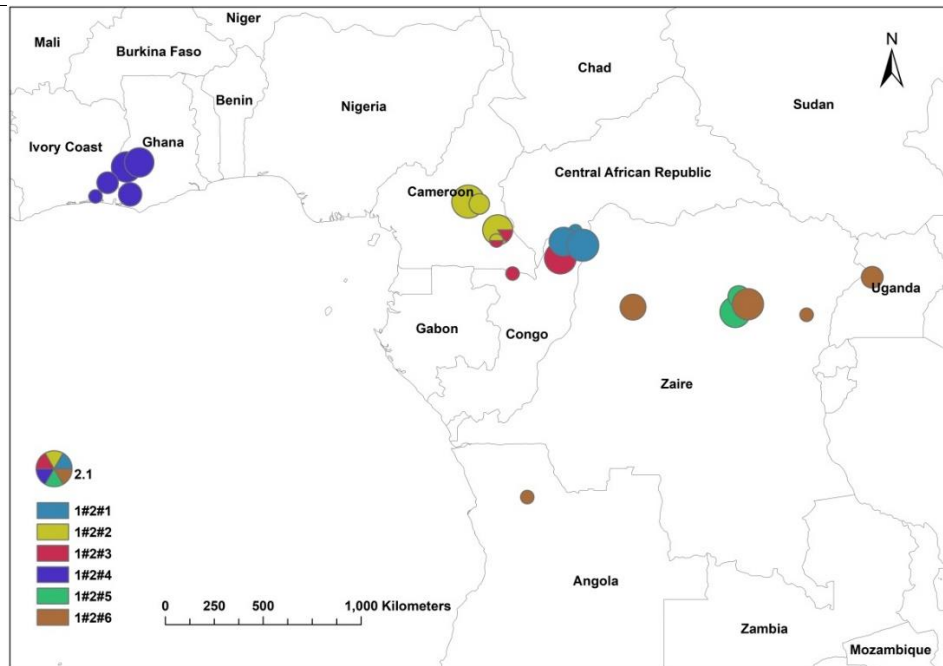 Niger
Mali
Burkina Faso
N
Chad
Benin
Nigeria
Sudan
Ivory Coast
Ghana
Central African Republic
Cameroon
Uganda
Gabon
Congo
Zaire
2.1
1#2#1
1#2#2
1#2#3
1#2#4
1#2#5
1#2#6
0 250 500 1,000 Kilometers
Angola
Zambia
Mozambique